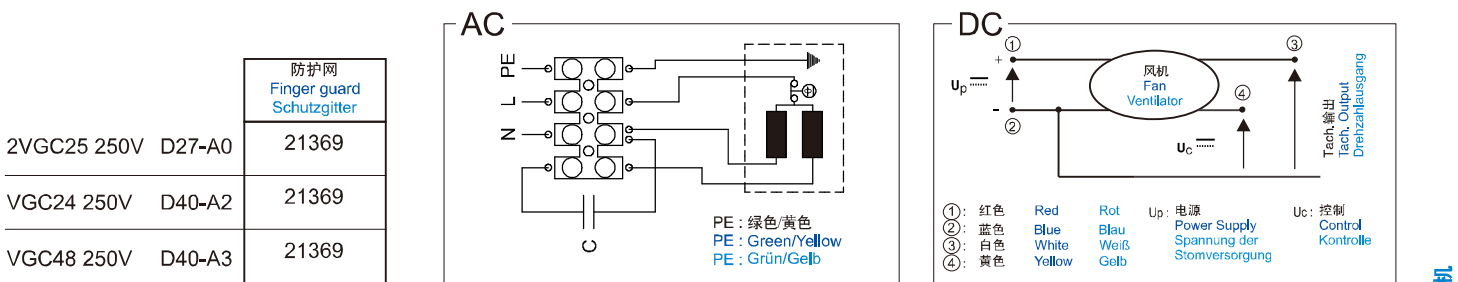 防护网
Finger guard
Schutzgitter
2VGC25 250V D27-A0 21369
VGC24 250V D40-A2 21369
VGC48 250V D40-A3 21369
AC
PE
L
N
C
PE : 绿色/黄色
PE : Green/Yellow
PE : Grün/Gelb
DC
①
+
Up
-
②
风机
Fan
Ventilator
③
④
Uc
Tach.输出
Tach. Output
Drehzahlausgang
①: 红色 Red Rot
②: 蓝色 Blue Blau
③: 白色 White Weiß
④: 黄色 Yellow Gelb
Up: 电源
Power Supply
Spannung der
Stomversorgung
Uc: 控制
Control
Kontrolle
机